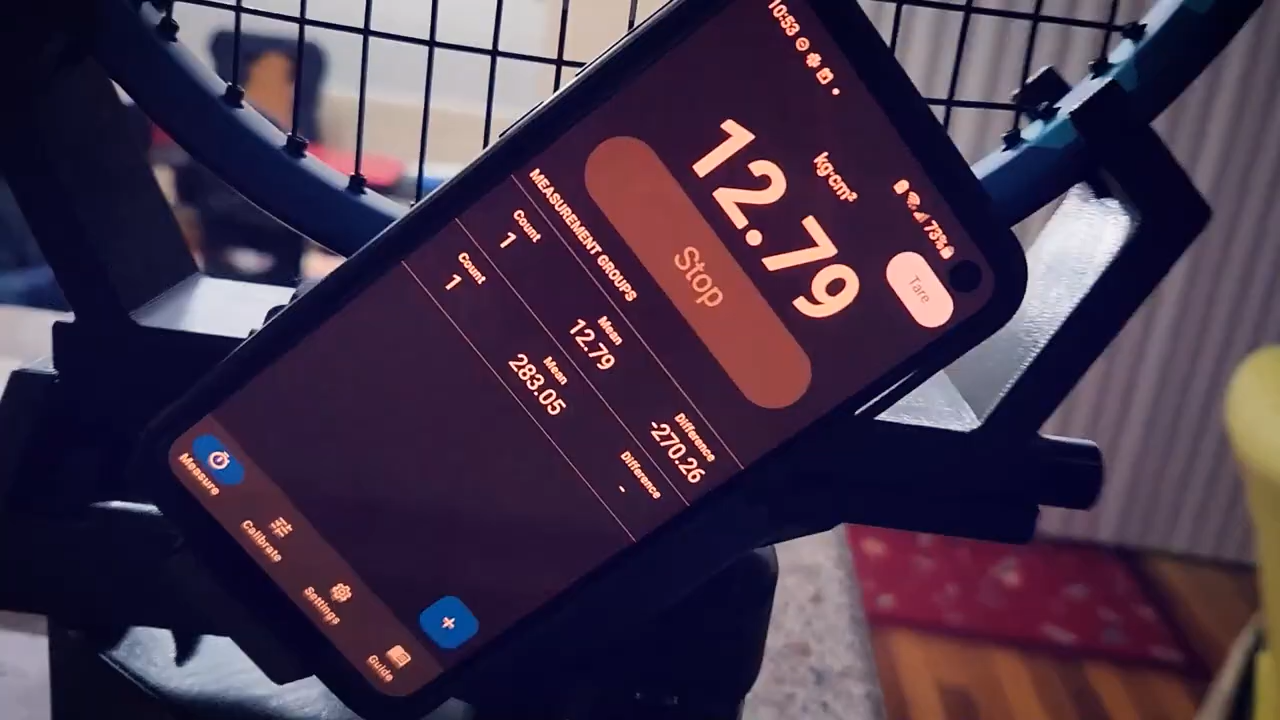 10:53
73%
Tare
kg·cm²
12.79
Stop
MEASUREMENT GROUPS
Count Mean Difference
1 12.79 -270.26
Count Mean Difference
1 283.05 -
+
Measure Calibrate Settings Guide